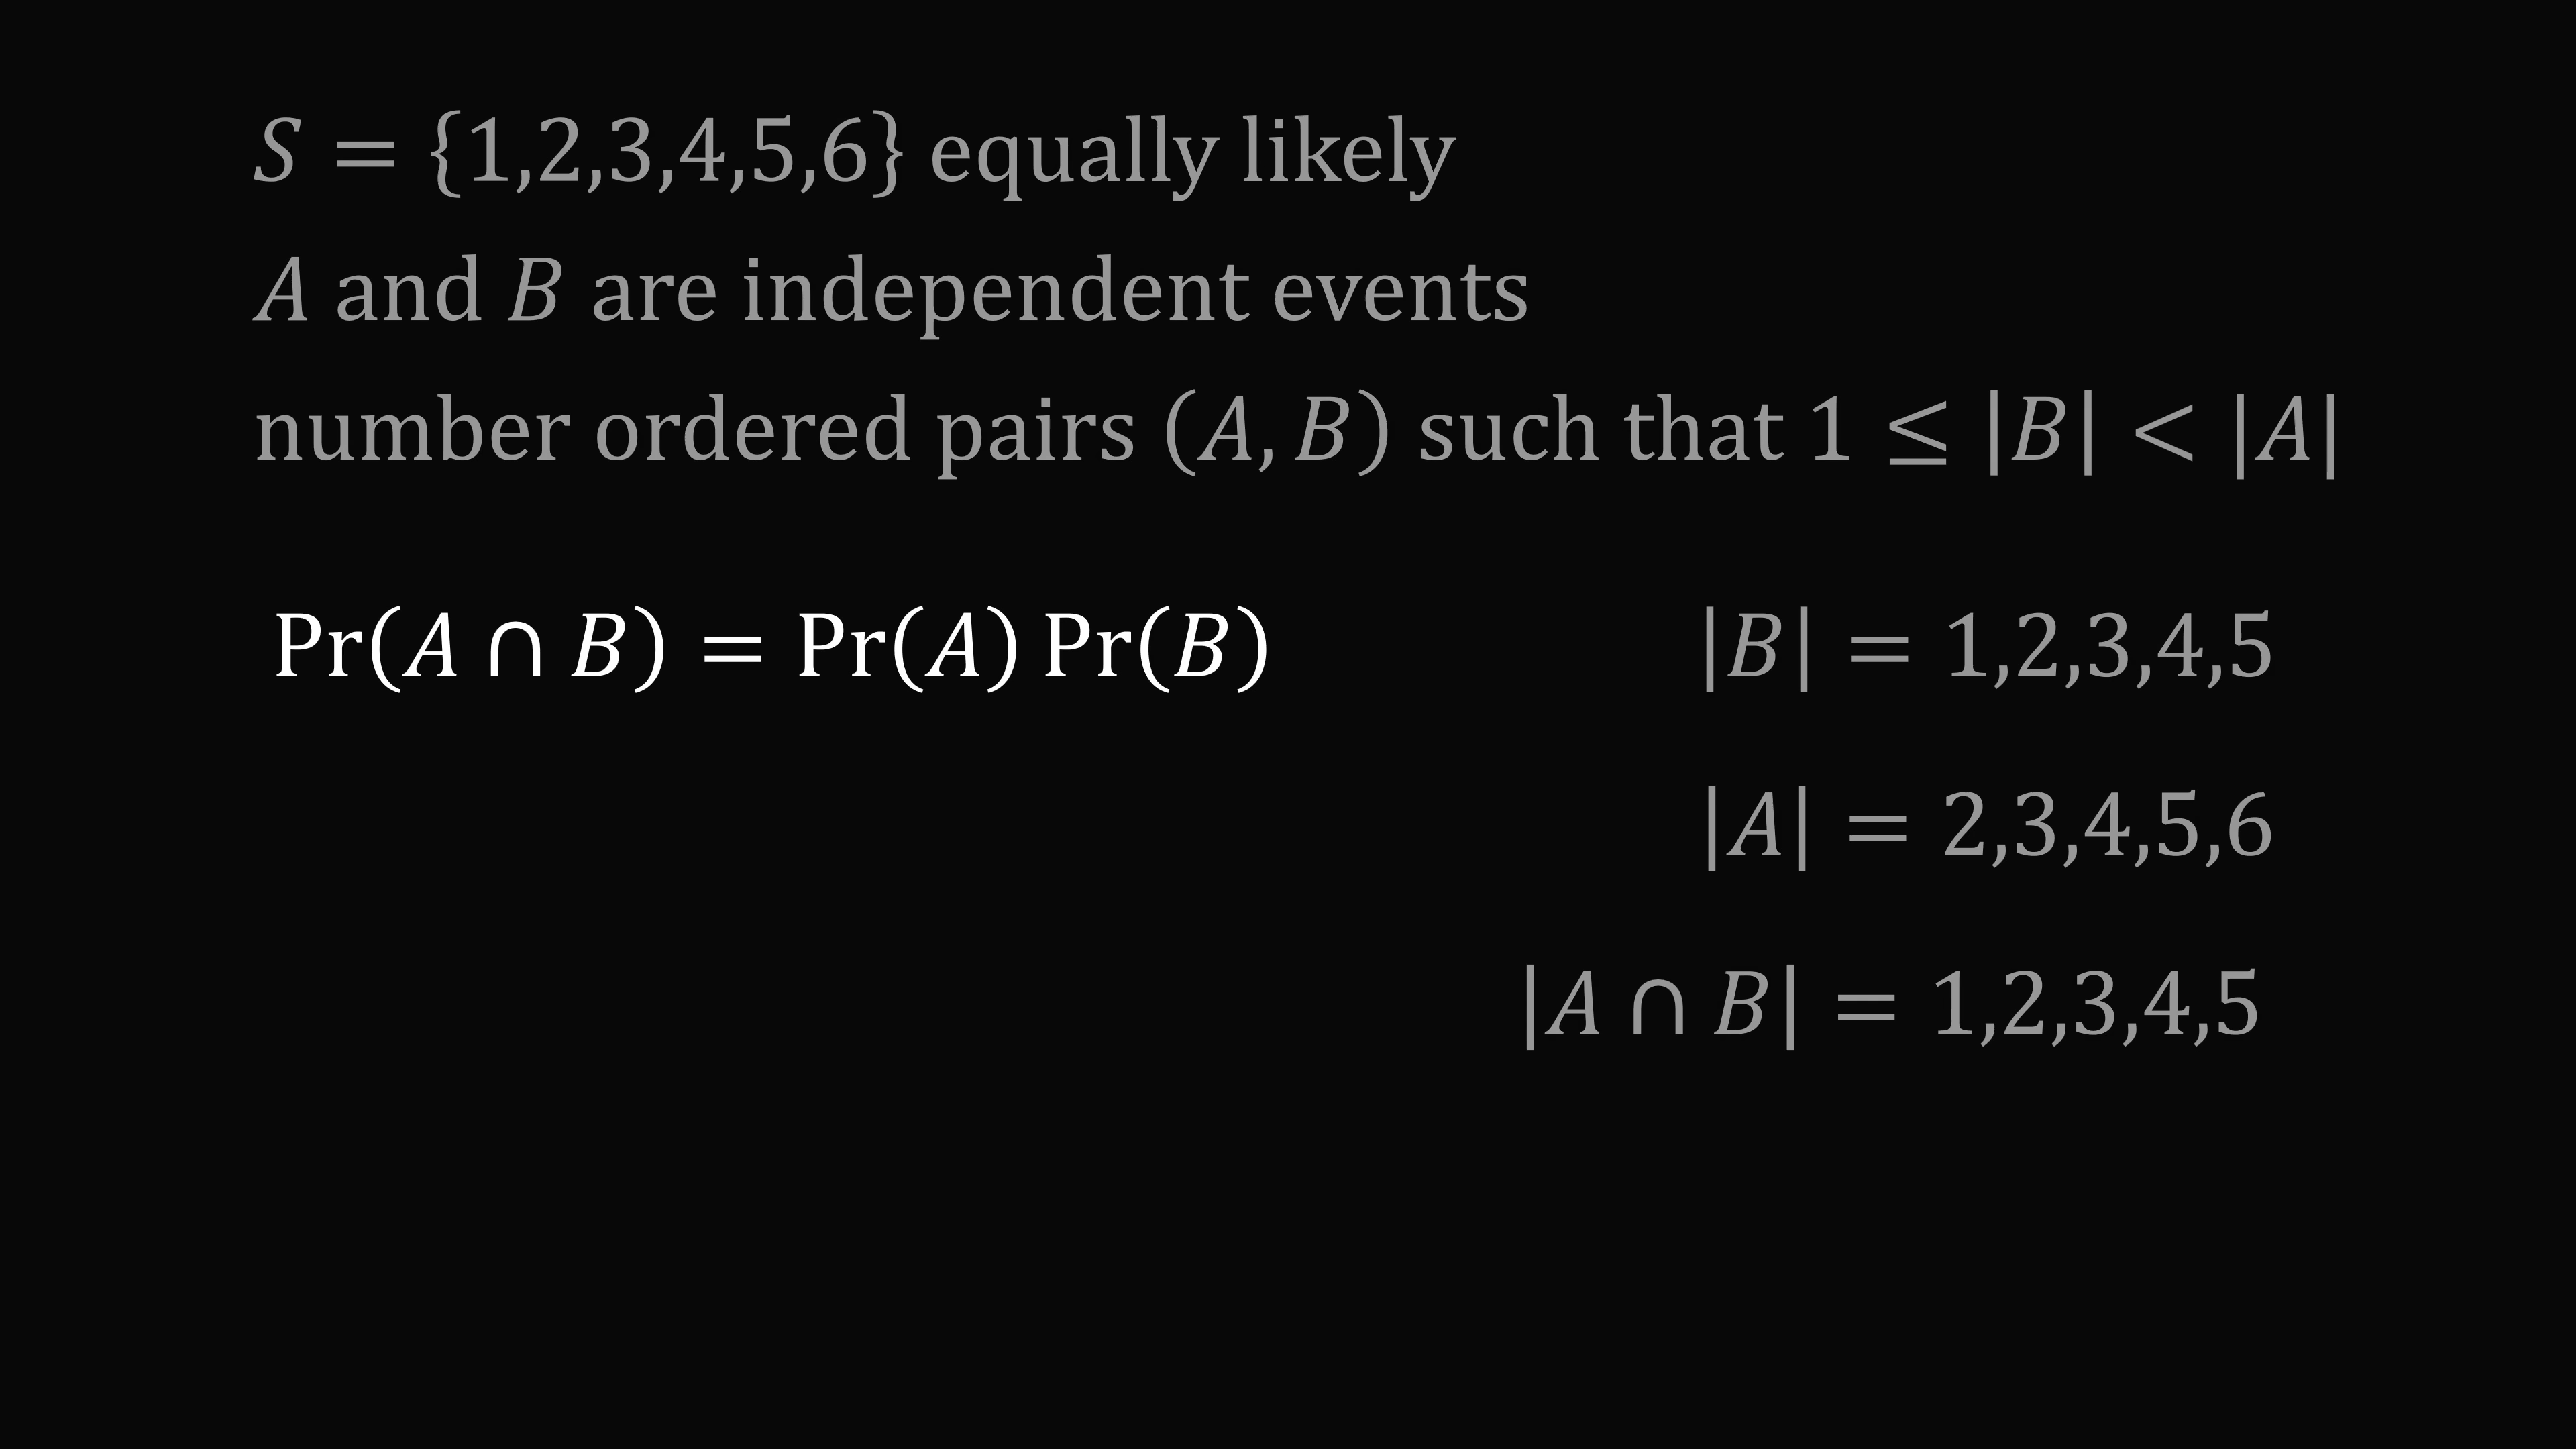 S = {1,2,3,4,5,6} equally likely
A and B are independent events
number ordered pairs (A, B) such that 1 ≤ |B| < |A|
Pr(A ∩ B) = Pr(A) Pr(B)
|B| = 1,2,3,4,5
|A| = 2,3,4,5,6
|A ∩ B| = 1,2,3,4,5